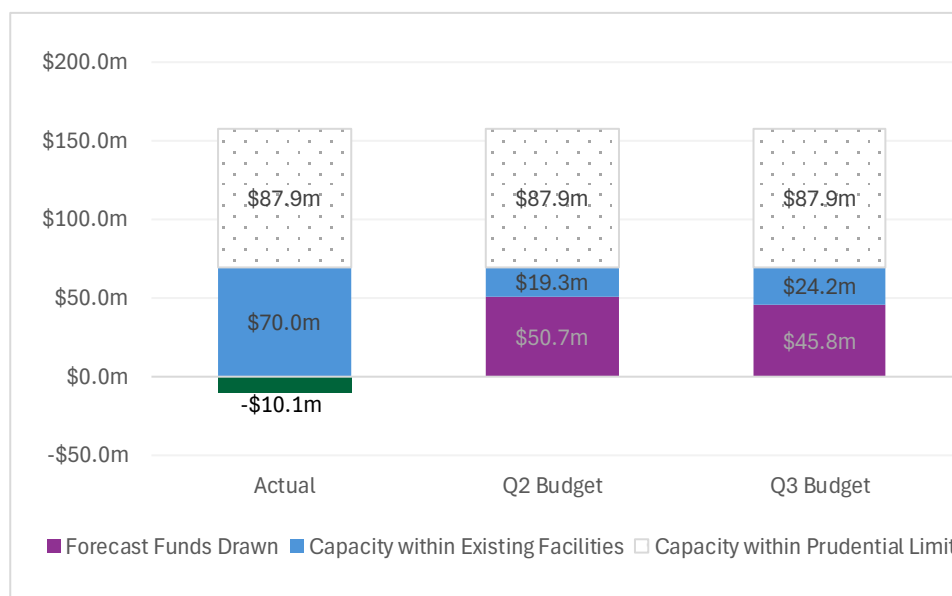 $200.0m
$150.0m
$87.9m $87.9m $87.9m
$100.0m
$50.0m
$19.3m $24.2m
$70.0m $50.7m $45.8m
$0.0m
-$10.1m
-$50.0m
Actual Q2 Budget Q3 Budget
Forecast Funds Drawn Capacity within Existing Facilities Capacity within Prudential Limit